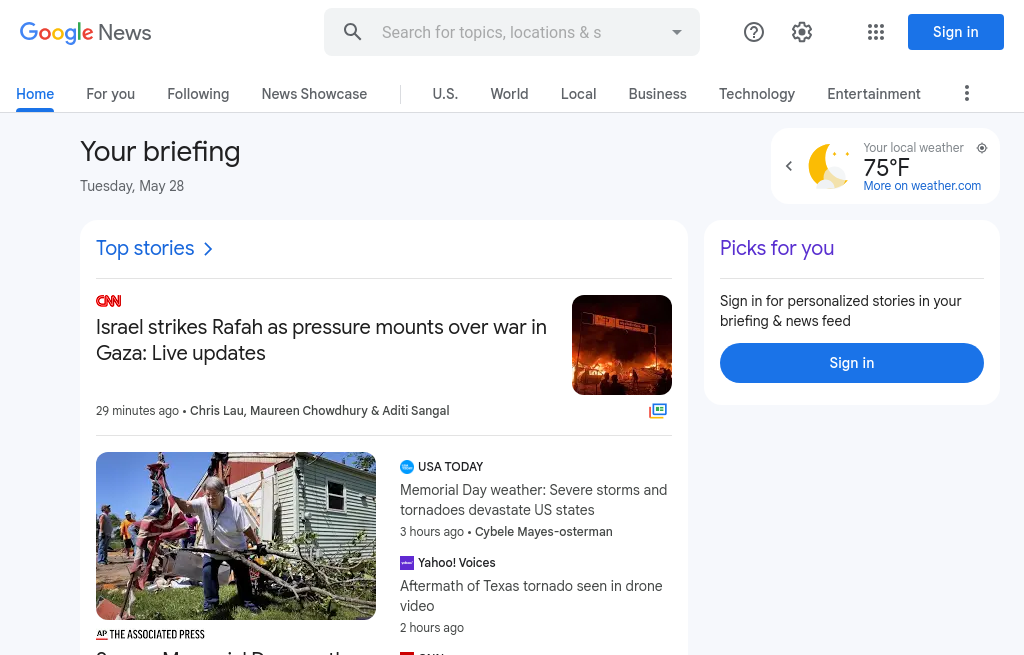 Google News
Search for topics, locations & s
Sign in
Home
For you
Following
News Showcase
U.S.
World
Local
Business
Technology
Entertainment
Your briefing
Tuesday, May 28
Your local weather
75°F
More on weather.com
Top stories
Picks for you
CNN
Israel strikes Rafah as pressure mounts over war in
Gaza: Live updates
29 minutes ago • Chris Lau, Maureen Chowdhury & Aditi Sangal
Sign in for personalized stories in your
briefing & news feed
Sign in
USA TODAY
Memorial Day weather: Severe storms and
tornadoes devastate US states
3 hours ago • Cybele Mayes-osterman
Yahoo! Voices
Aftermath of Texas tornado seen in drone
video
2 hours ago
AP THE ASSOCIATED PRESS